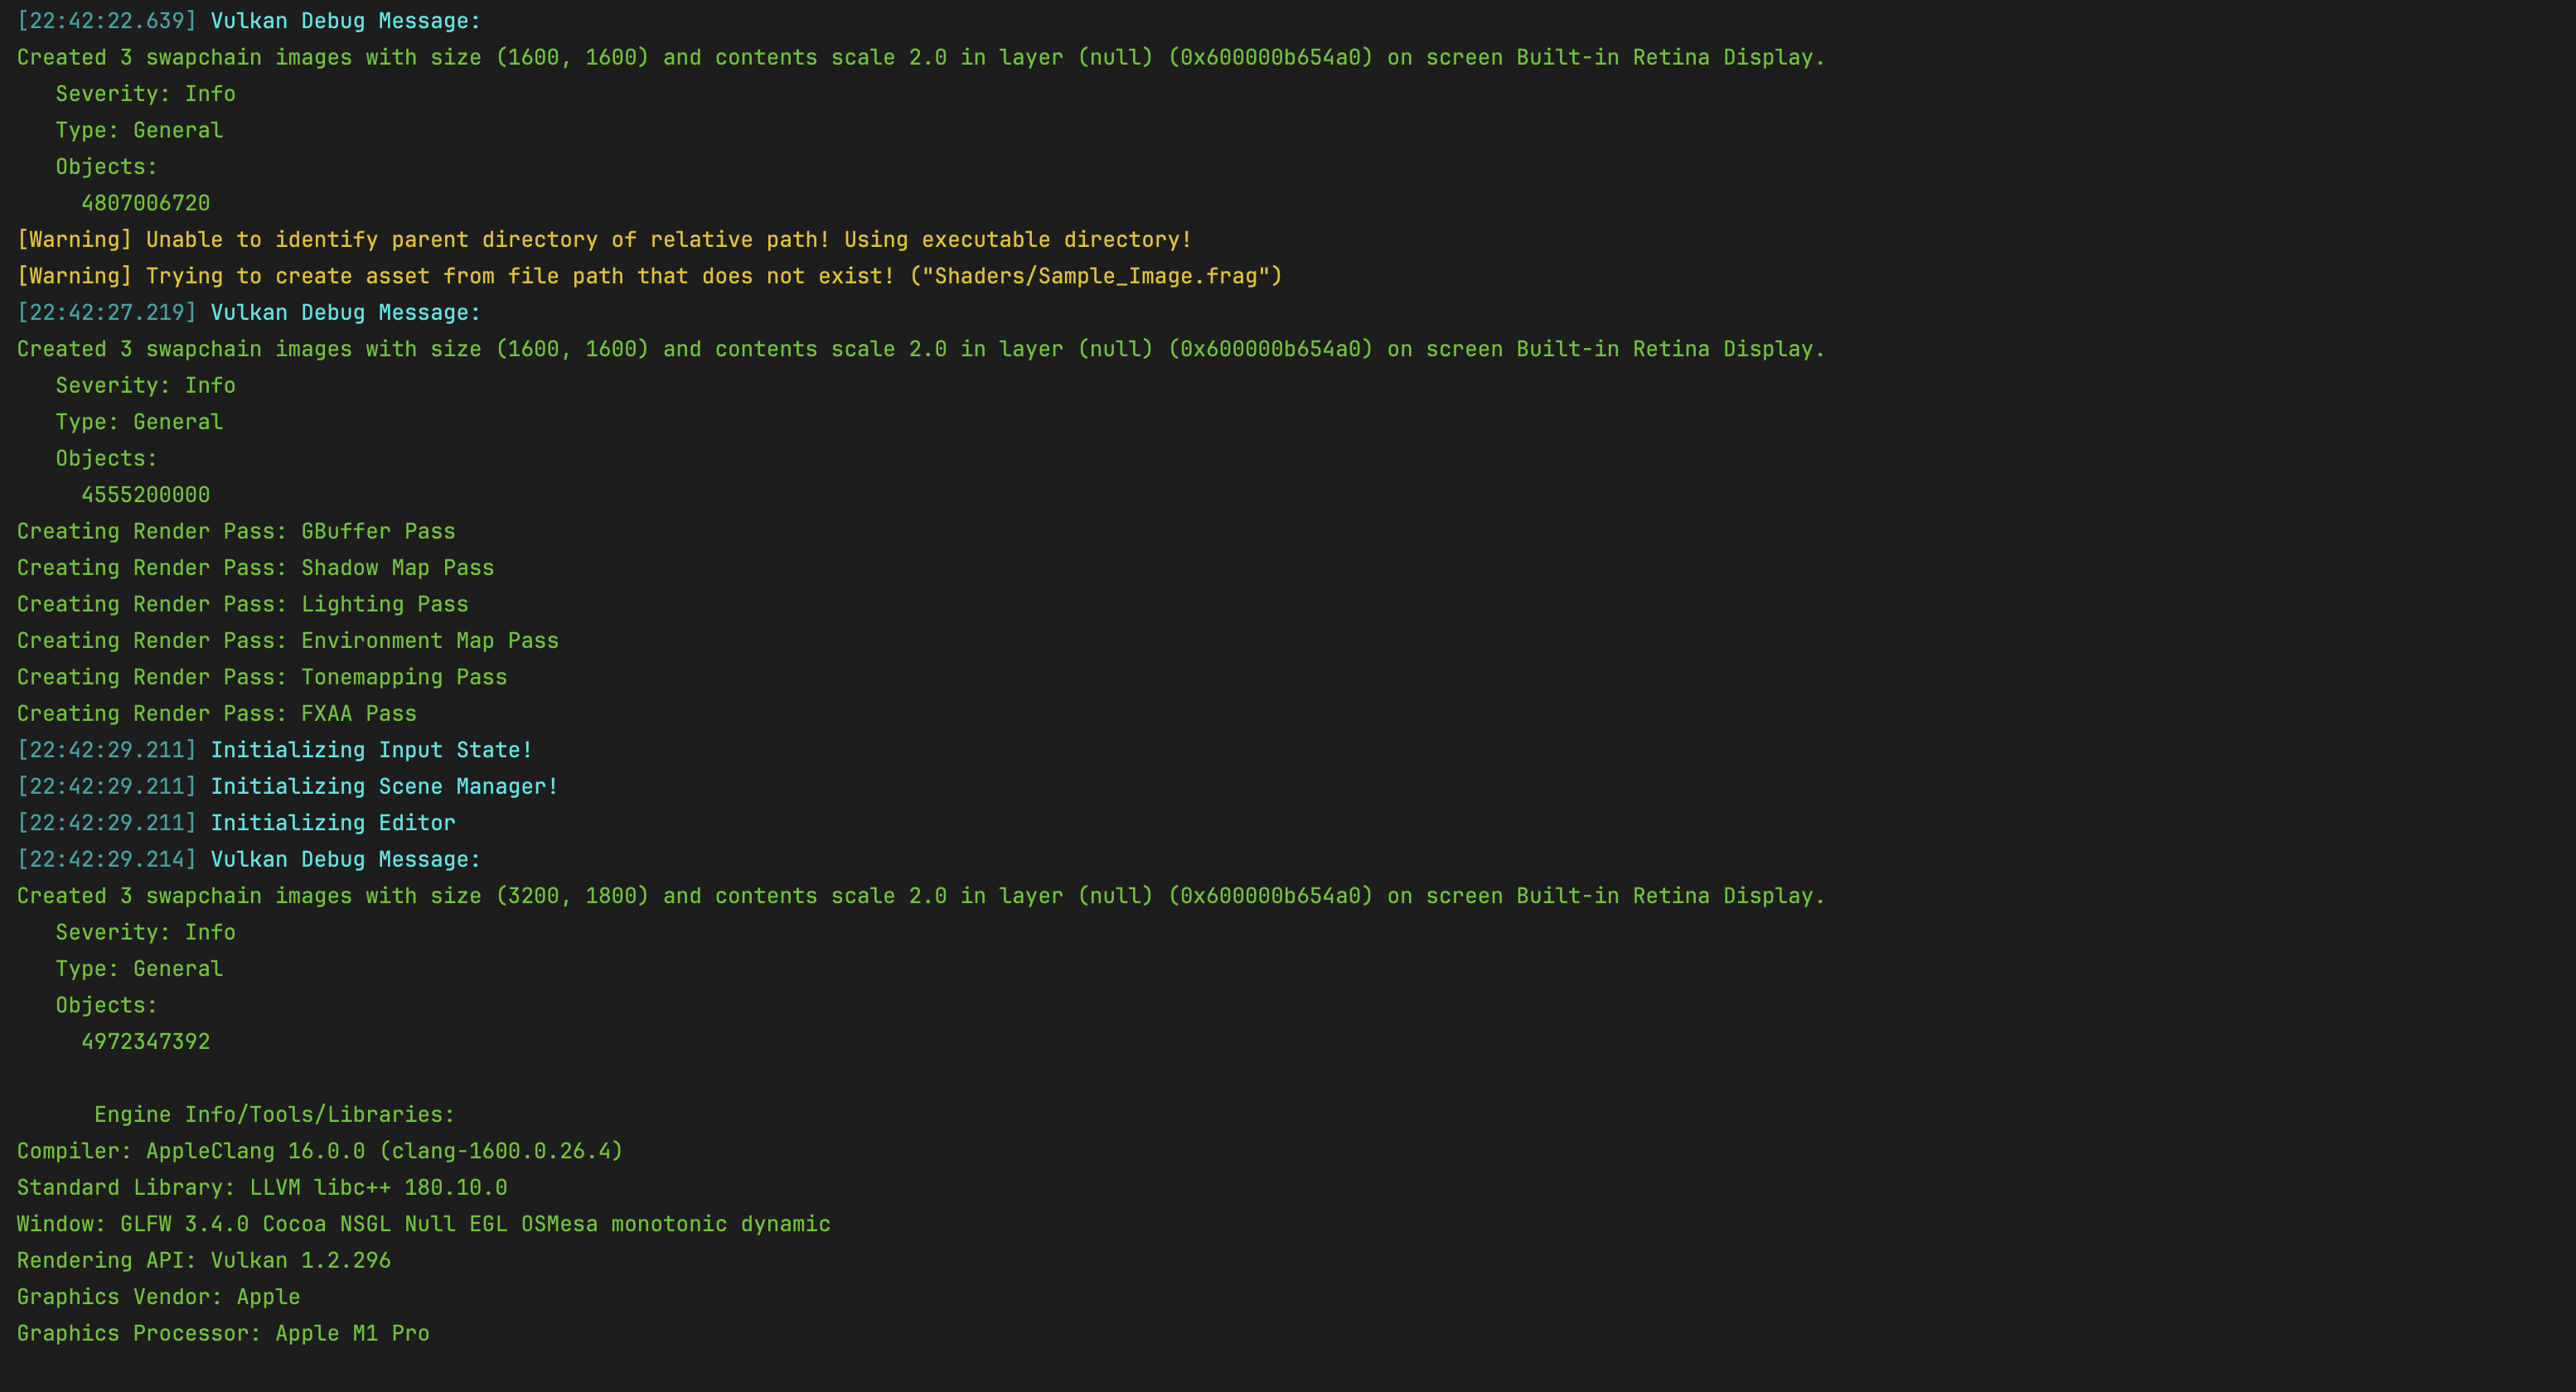 [22:42:22.639] Vulkan Debug Message:
Created 3 swapchain images with size (1600, 1600) and contents scale 2.0 in layer (null) (0x600000b654a0) on screen Built-in Retina Display.
   Severity: Info
   Type: General
   Objects:
     4807006720
[Warning] Unable to identify parent directory of relative path! Using executable directory!
[Warning] Trying to create asset from file path that does not exist! ("Shaders/Sample_Image.frag")
[22:42:27.219] Vulkan Debug Message:
Created 3 swapchain images with size (1600, 1600) and contents scale 2.0 in layer (null) (0x600000b654a0) on screen Built-in Retina Display.
   Severity: Info
   Type: General
   Objects:
     4555200000
Creating Render Pass: GBuffer Pass
Creating Render Pass: Shadow Map Pass
Creating Render Pass: Lighting Pass
Creating Render Pass: Environment Map Pass
Creating Render Pass: Tonemapping Pass
Creating Render Pass: FXAA Pass
[22:42:29.211] Initializing Input State!
[22:42:29.211] Initializing Scene Manager!
[22:42:29.211] Initializing Editor
[22:42:29.214] Vulkan Debug Message:
Created 3 swapchain images with size (3200, 1800) and contents scale 2.0 in layer (null) (0x600000b654a0) on screen Built-in Retina Display.
   Severity: Info
   Type: General
   Objects:
     4972347392
      Engine Info/Tools/Libraries:
Compiler: AppleClang 16.0.0 (clang-1600.0.26.4)
Standard Library: LLVM libc++ 180.10.0
Window: GLFW 3.4.0 Cocoa NSGL Null EGL OSMesa monotonic dynamic
Rendering API: Vulkan 1.2.296
Graphics Vendor: Apple
Graphics Processor: Apple M1 Pro